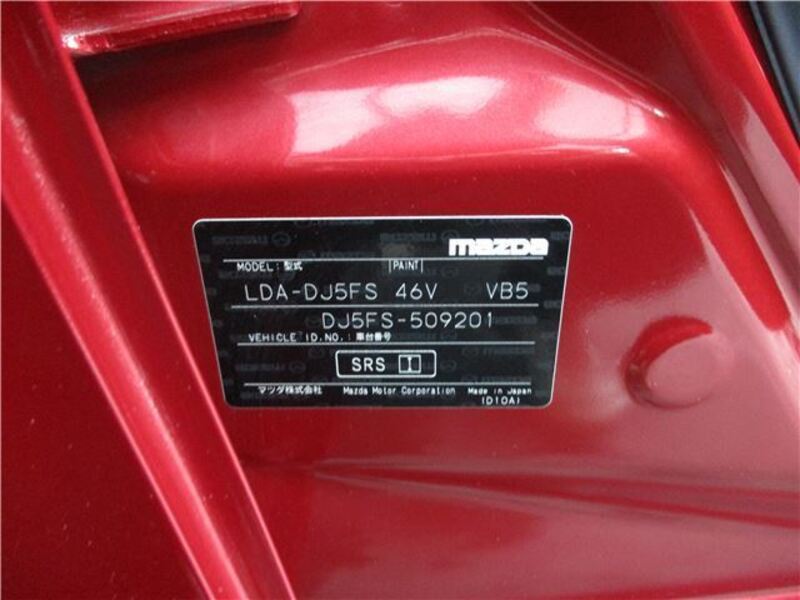 mazda
MODEL:型式 PAINT
LDA-DJ5FS 46V VB5
DJ5FS-509201
VEHICLE ID.NO.:車台番号
SRS I
マツダ株式会社 Mazda Motor Corporation Made in Japan
(D10A)